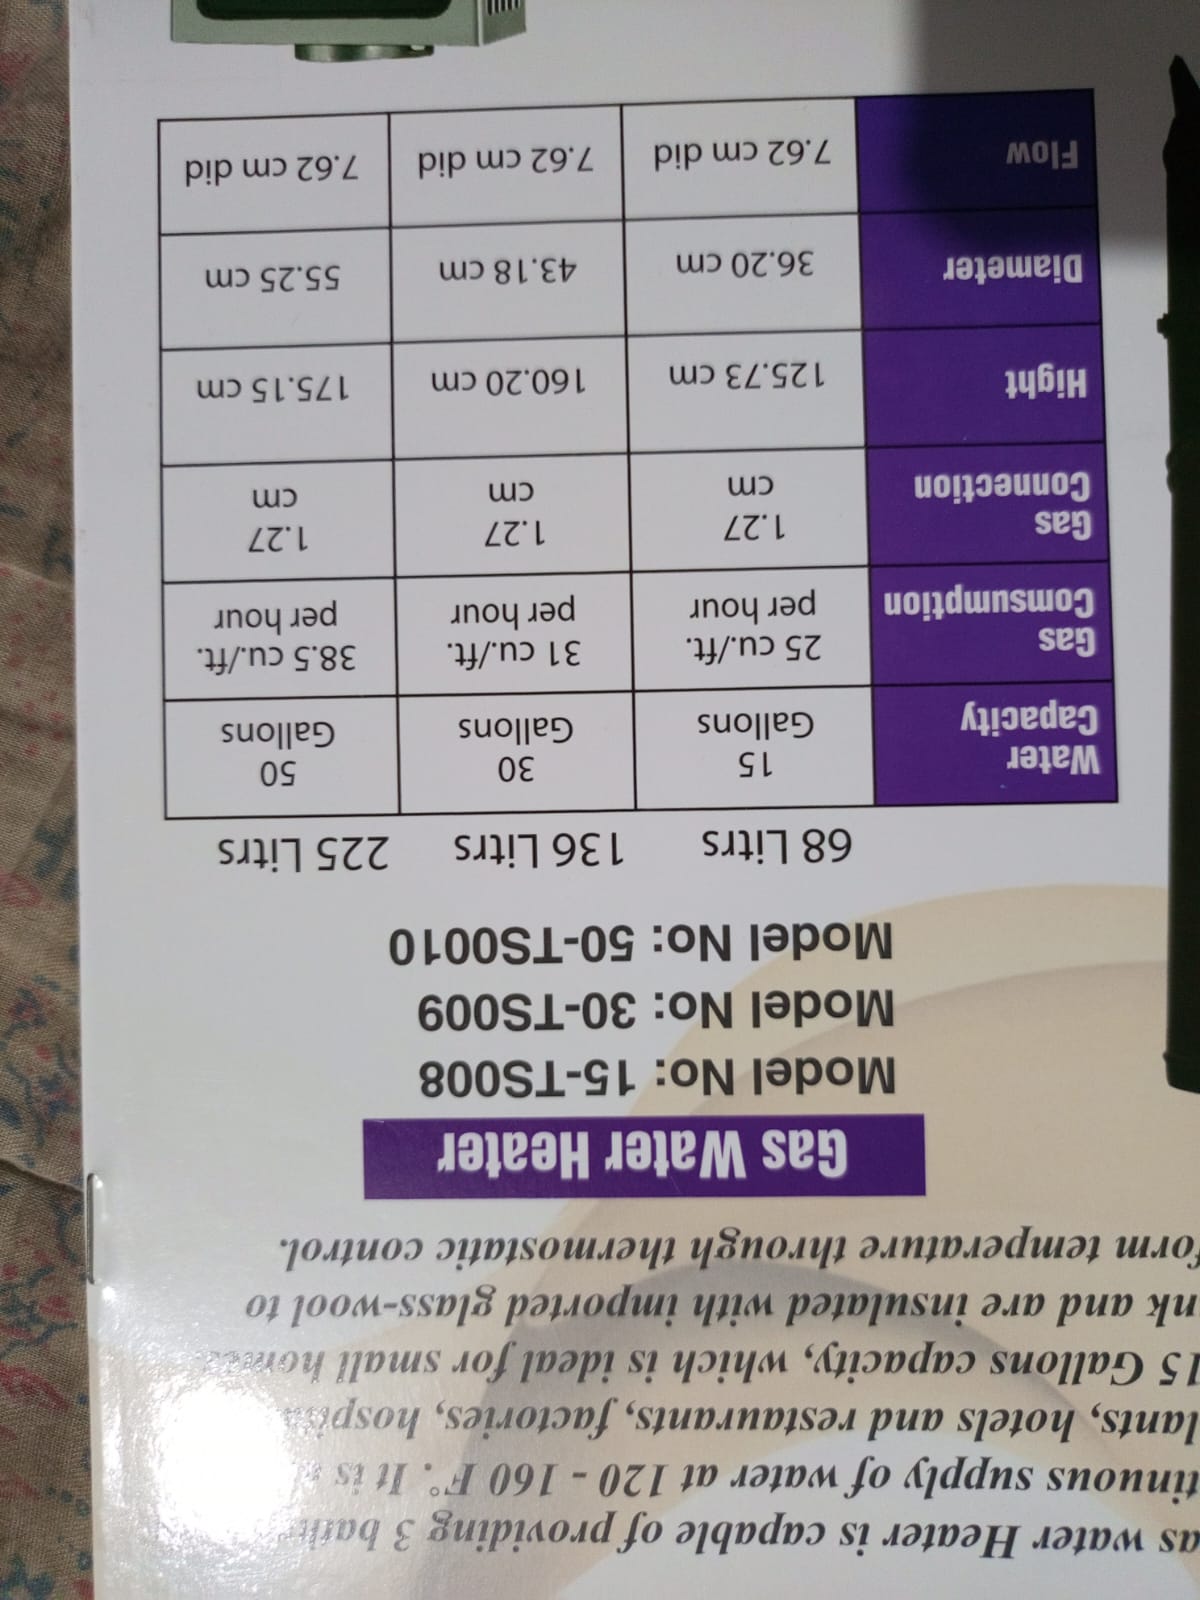 as water Heater is capable of providing 3
tinuous supply of water at 120 - 160 F°. It is
lants, hotels and restaurants, factories,
15 Gallons capacity, which is ideal for small
nk and are insulated with imported glass-wool to
form temperature through thermostatic control.
Gas Water Heater
Model No: 15-TS008
Model No: 30-TS009
Model No: 50-TS0010
68 Litrs 136 Litrs 225 Litrs
Water Capacity 15 Gallons 30 Gallons 50 Gallons
Gas Comsumption 25 cu./ft. per hour 31 cu./ft. per hour 38.5 cu./ft. per hour
Gas Connection 1.27 cm 1.27 cm 1.27 cm
Hight 125.73 cm 160.20 cm 175.15 cm
Diameter 36.20 cm 43.18 cm 55.25 cm
Flow 7.62 cm did 7.62 cm did 7.62 cm did